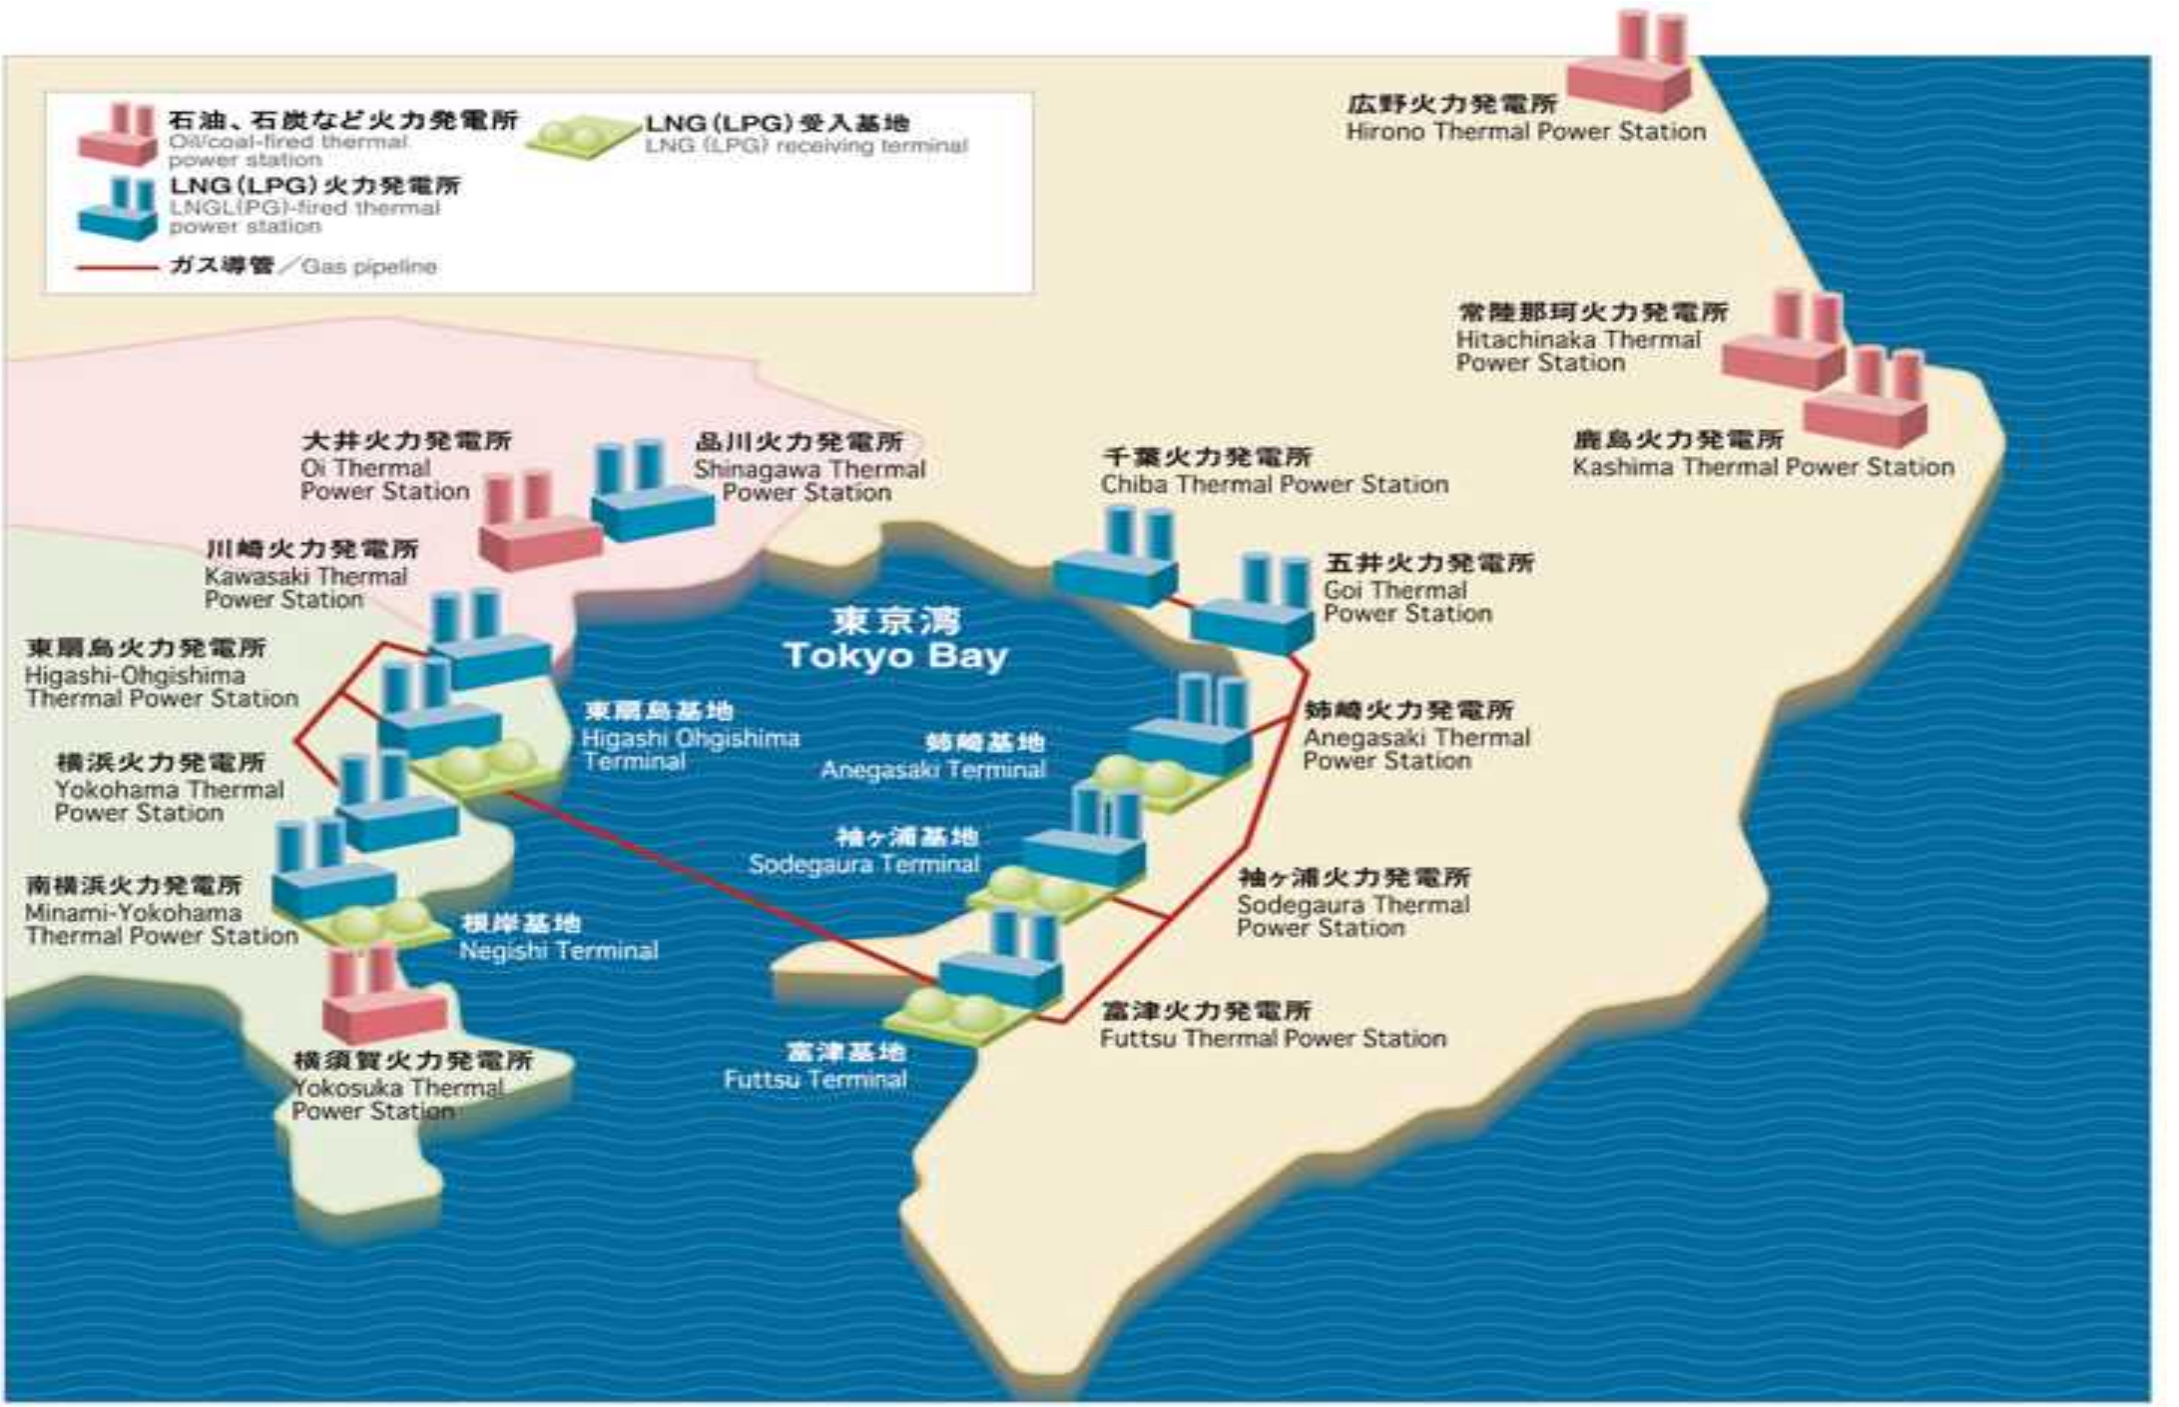 石油、石炭など火力発電所
Oil/coal-fired thermal
power station
LNG(LPG)火力発電所
LNGL(PG)-fired thermal
power station
ガス導管／Gas pipeline
LNG(LPG)受入基地
LNG (LPG) receiving terminal
広野火力発電所
Hirono Thermal Power Station
常陸那珂火力発電所
Hitachinaka Thermal
Power Station
鹿島火力発電所
Kashima Thermal Power Station
大井火力発電所
Oi Thermal
Power Station
品川火力発電所
Shinagawa Thermal
Power Station
千葉火力発電所
Chiba Thermal Power Station
川崎火力発電所
Kawasaki Thermal
Power Station
五井火力発電所
Goi Thermal
Power Station
東京湾
Tokyo Bay
東扇島火力発電所
Higashi-Ohgishima
Thermal Power Station
東扇島基地
Higashi Ohgishima
Terminal
姉崎基地
Anegasaki Terminal
姉崎火力発電所
Anegasaki Thermal
Power Station
横浜火力発電所
Yokohama Thermal
Power Station
袖ヶ浦基地
Sodegaura Terminal
袖ヶ浦火力発電所
Sodegaura Thermal
Power Station
南横浜火力発電所
Minami-Yokohama
Thermal Power Station
根岸基地
Negishi Terminal
富津火力発電所
Futtsu Thermal Power Station
富津基地
Futtsu Terminal
横須賀火力発電所
Yokosuka Thermal
Power Station